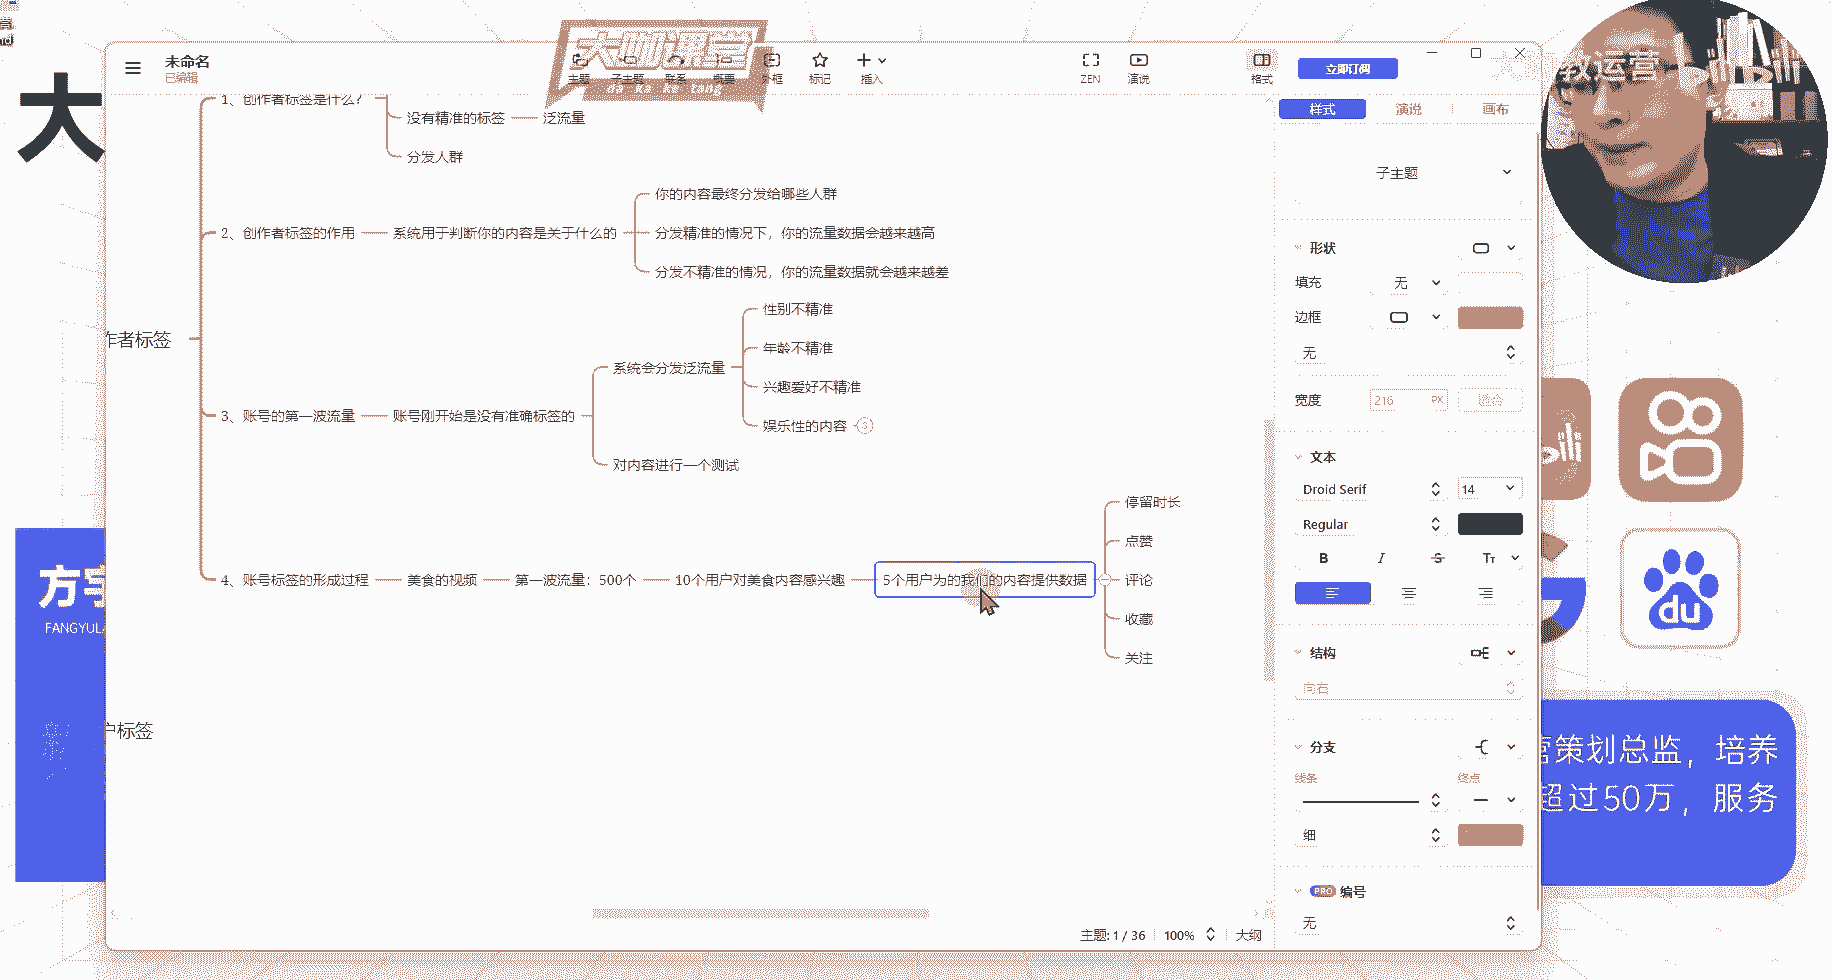 大
未命名
已编辑
大咖课堂
da ka ke tang
主题
子主题
联系
概要
外框
标记
插入
ZEN
演说
格式
立即订阅
样式
演说
画布
1、创作者标签是什么？
没有精准的标签
泛流量
分发人群
2、创作者标签的作用
系统用于判断你的内容是关于什么的
你的内容最终分发给哪些人群
分发精准的情况下，你的流量数据会越来越高
分发不精准的情况，你的流量数据就会越来越差
作者标签
3、账号的第一波流量
账号刚开始是没有准确标签的
系统会分发泛流量
性别不精准
年龄不精准
兴趣爱好不精准
娱乐性的内容
3
对内容进行一个测试
4、账号标签的形成过程
美食的视频
第一波流量：500个
10个用户对美食内容感兴趣
5个用户为的我们的内容提供数据
停留时长
点赞
评论
收藏
关注
户标签
子主题
形状
填充
无
边框
无
宽度
216
PX
适合
文本
Droid Serif
14
Regular
B
I
S
Tт
结构
向右
分支
线条
终点
细
PRO
编号
无
主题: 1 / 36
100%
大纲
方宇
FANGYUL
教运营
du
营策划总监，培养
超过50万，服务